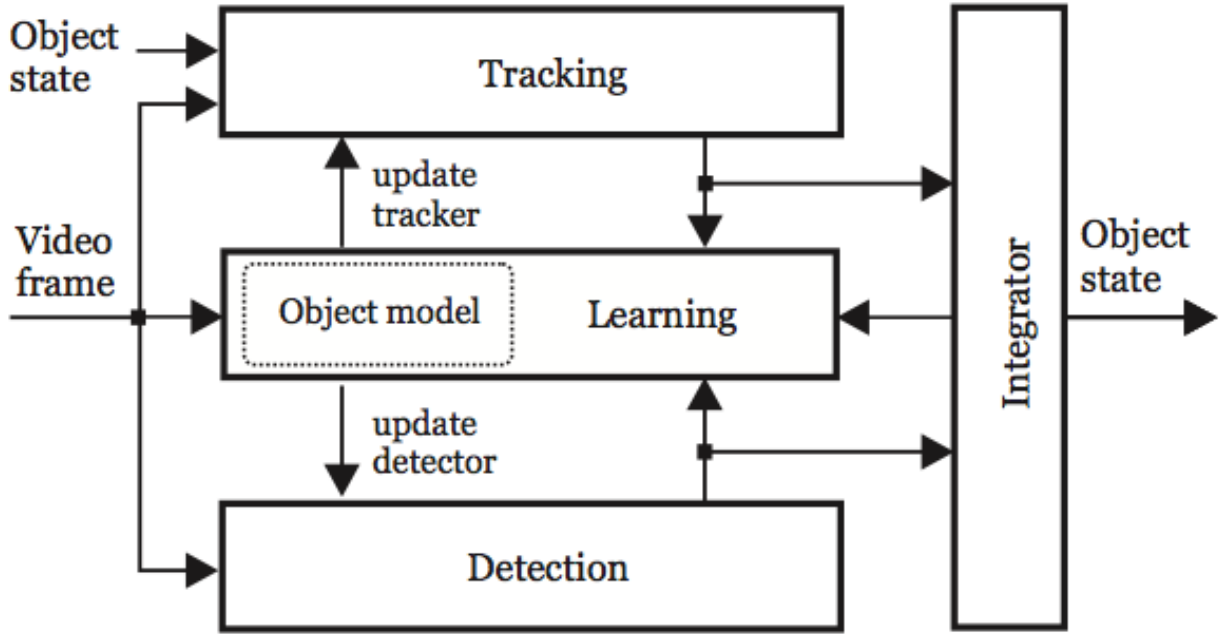 Object
state
Tracking
update
tracker
Video
frame
Object model
Learning
Integrator
Object
state
update
detector
Detection